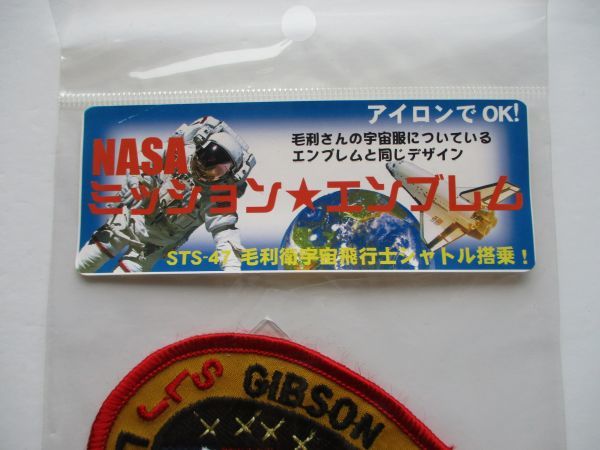 アイロンでOK!
毛利さんの宇宙服についている
エンブレムと同じデザイン
NASA
ミッション★エンブレム
STS-47 毛利衛宇宙飛行士シャトル搭乗！
SLJ
GIBSON